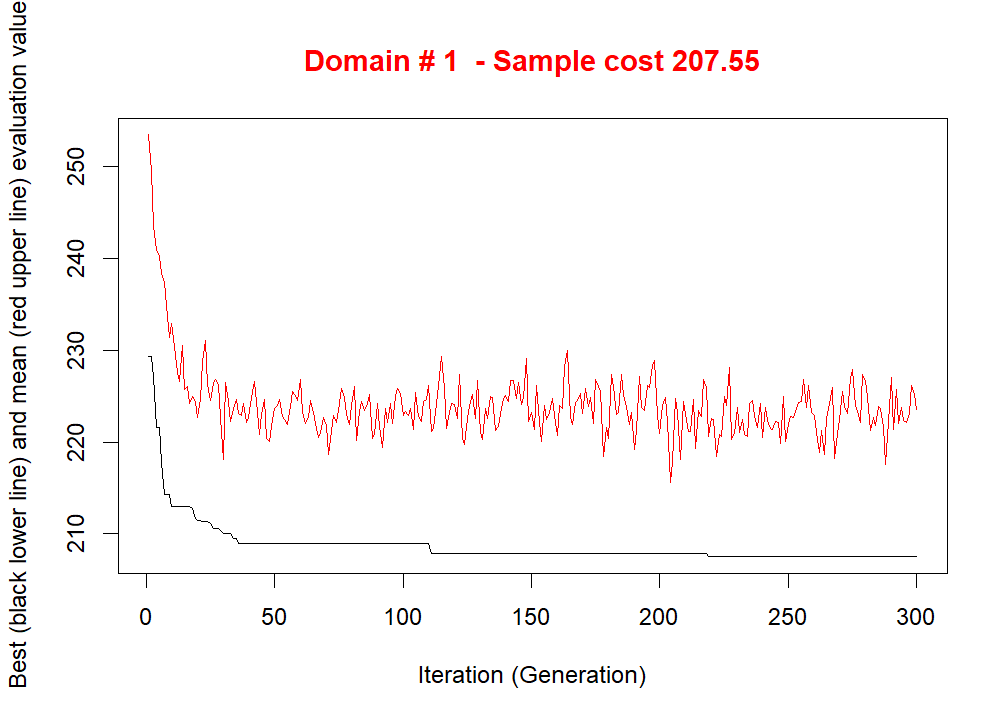 Domain # 1 - Sample cost 207.55
Best (black lower line) and mean (red upper line) evaluation value
250
240
230
220
210
0 50 100 150 200 250 300
Iteration (Generation)